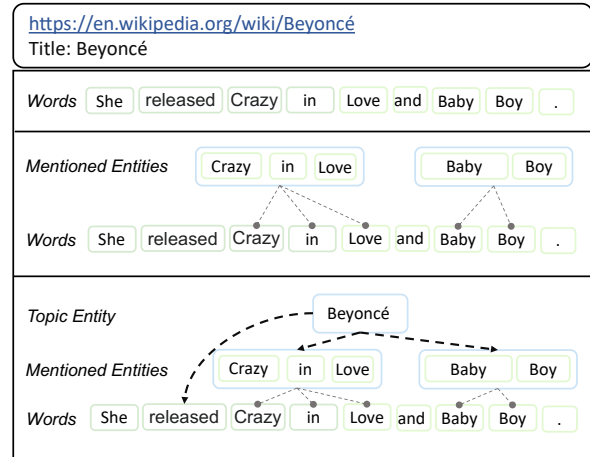 https://en.wikipedia.org/wiki/Beyoncé
Title: Beyoncé
Words She released Crazy in Love and Baby Boy .
Mentioned Entities Crazy in Love Baby Boy
Words She released Crazy in Love and Baby Boy .
Topic Entity Beyoncé
Mentioned Entities Crazy in Love Baby Boy
Words She released Crazy in Love and Baby Boy .